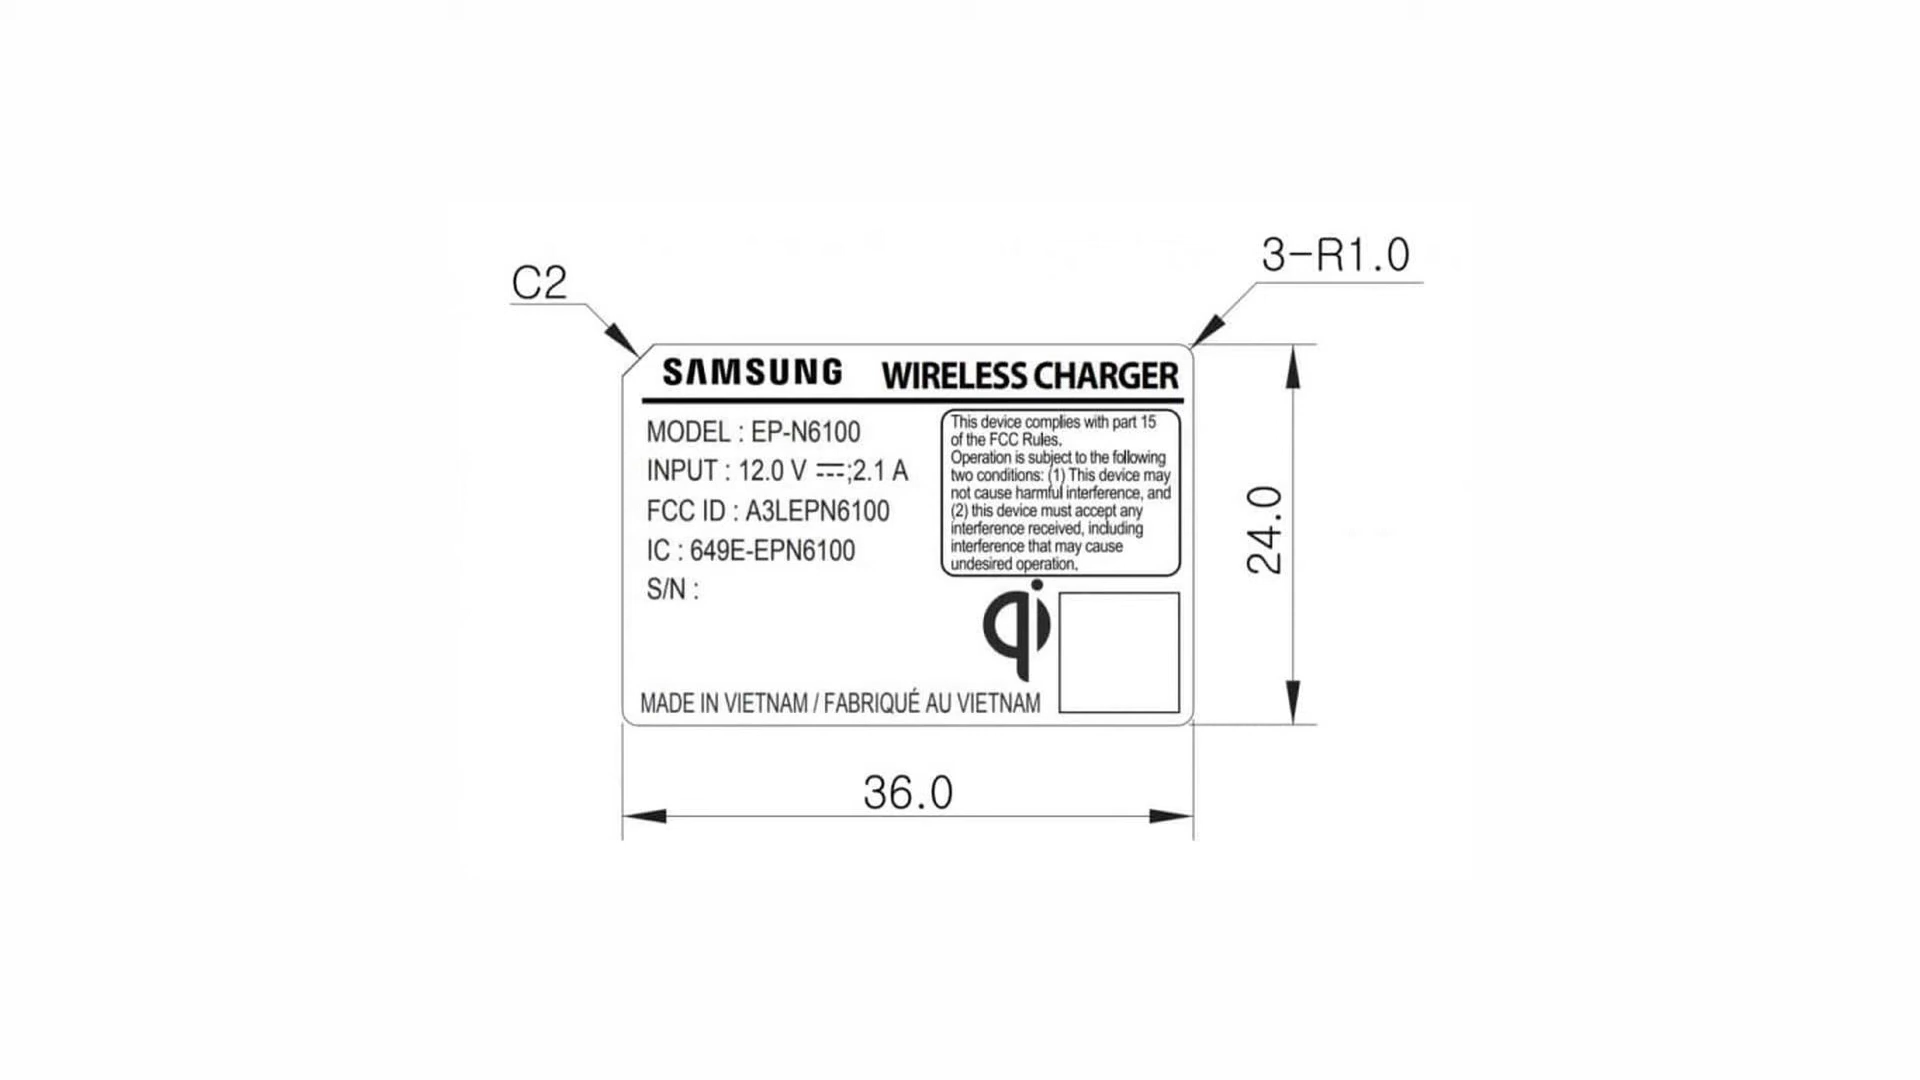 C2
3-R1.0
SAMSUNG WIRELESS CHARGER
MODEL : EP-N6100
INPUT : 12.0 V ⎓;2.1 A
FCC ID : A3LEPN6100
IC : 649E-EPN6100
S/N :
This device complies with part 15
of the FCC Rules.
Operation is subject to the following
two conditions: (1) This device may
not cause harmful interference, and
(2) this device must accept any
interference received, including
interference that may cause
undesired operation.
qi
MADE IN VIETNAM / FABRIQUÉ AU VIETNAM
24.0
36.0